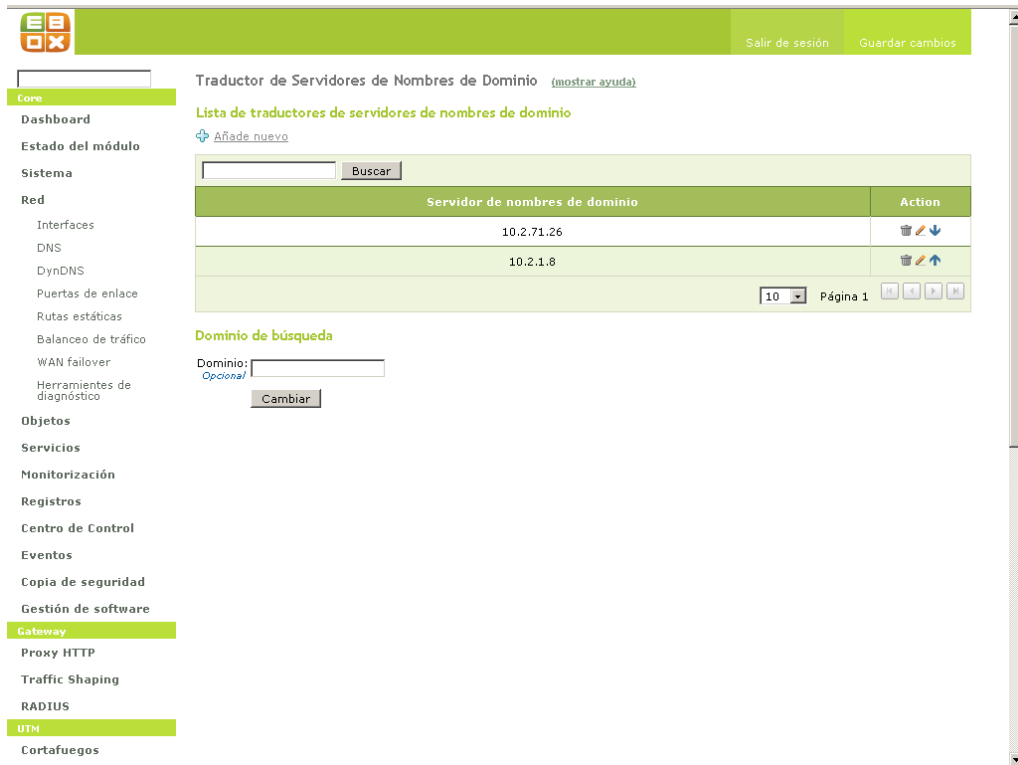 EBOX
Salir de sesión
Guardar cambios
Core
Dashboard
Estado del módulo
Sistema
Red
Interfaces
DNS
DynDNS
Puertas de enlace
Rutas estáticas
Balanceo de tráfico
WAN failover
Herramientes de
diagnóstico
Objetos
Servicios
Monitorización
Registros
Centro de Control
Eventos
Copia de seguridad
Gestión de software
Gateway
Proxy HTTP
Traffic Shaping
RADIUS
UTM
Cortafuegos
Traductor de Servidores de Nombres de Dominio (mostrar ayuda)
Lista de traductores de servidores de nombres de dominio
Añade nuevo
Buscar
Servidor de nombres de dominio Action
10.2.71.26
10.2.1.8
10 Página 1
Dominio de búsqueda
Dominio:
Opcional
Cambiar